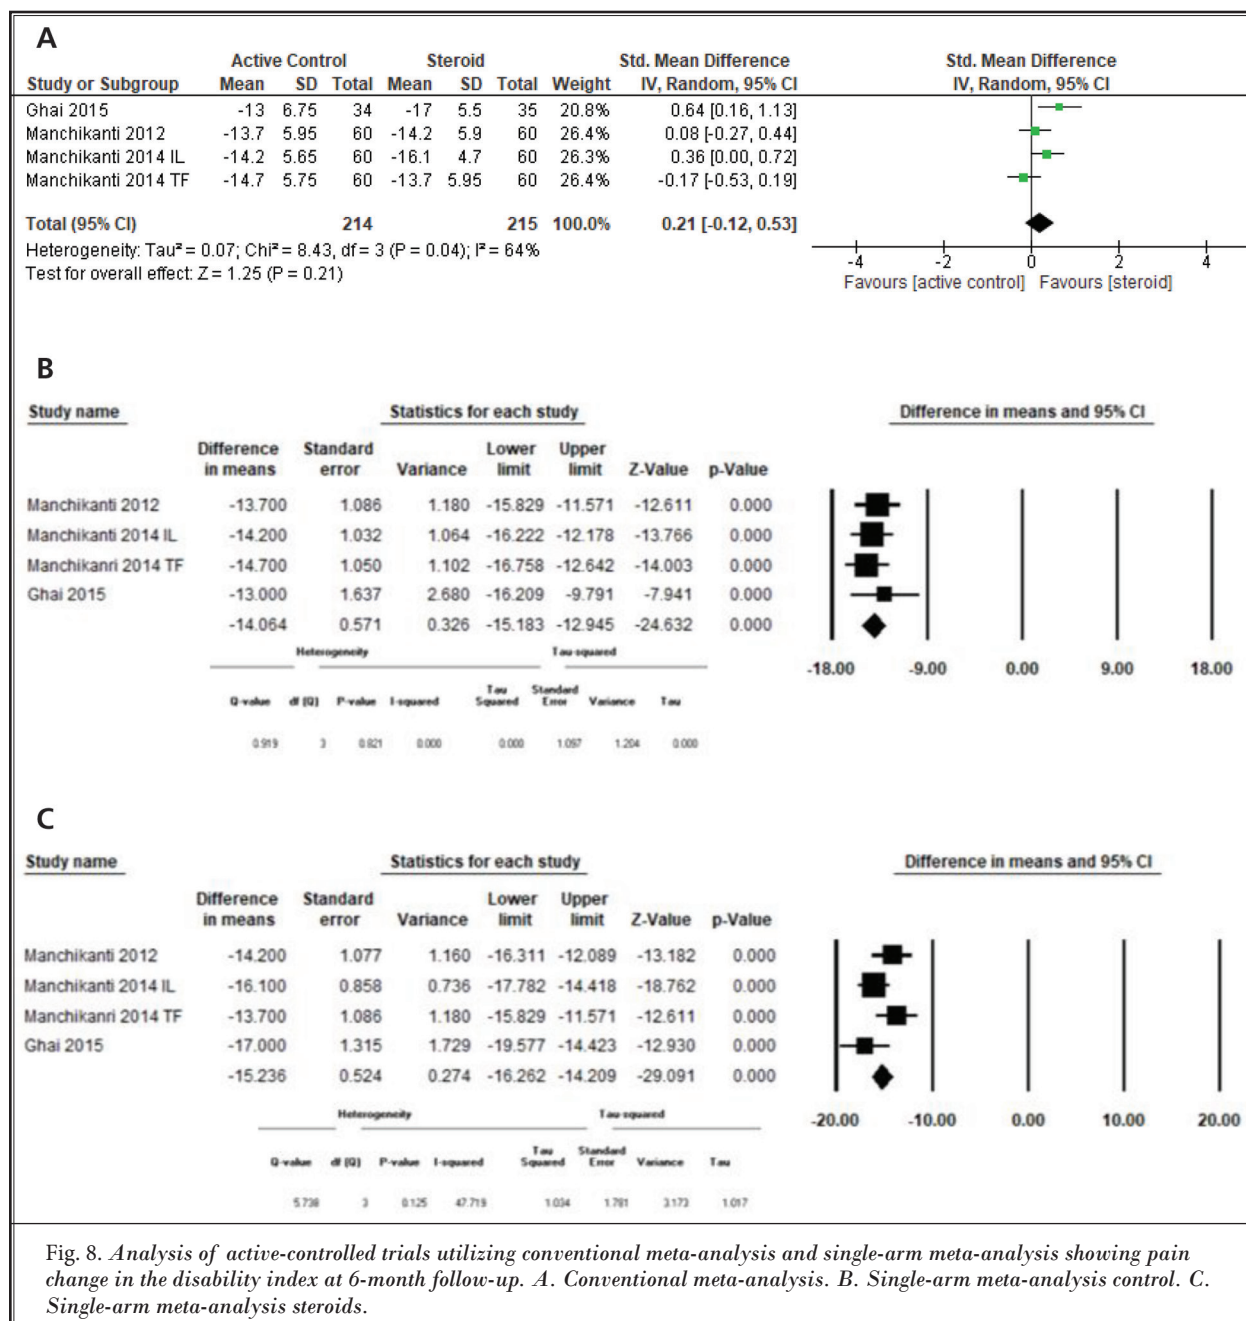 A
Active Control Steroid Std. Mean Difference Std. Mean Difference
Study or Subgroup Mean SD Total Mean SD Total Weight IV, Random, 95% CI IV, Random, 95% CI
Ghai 2015 -13 6.75 34 -17 5.5 35 20.8% 0.64 [0.16, 1.13]
Manchikanti 2012 -13.7 5.95 60 -14.2 5.9 60 26.4% 0.08 [-0.27, 0.44]
Manchikanti 2014 IL -14.2 5.65 60 -16.1 4.7 60 26.3% 0.36 [0.00, 0.72]
Manchikanti 2014 TF -14.7 5.75 60 -13.7 5.95 60 26.4% -0.17 [-0.53, 0.19]
Total (95% CI) 214 215 100.0% 0.21 [-0.12, 0.53]
Heterogeneity: Tau² = 0.07; Chi² = 8.43, df = 3 (P = 0.04); I² = 64%
Test for overall effect: Z = 1.25 (P = 0.21)
-4 -2 0 2 4
Favours [active control] Favours [steroid]
B
Study name Statistics for each study Difference in means and 95% CI
Difference Standard Lower Upper
in means error Variance limit limit Z-Value p-Value
Manchikanti 2012 -13.700 1.086 1.180 -15.829 -11.571 -12.611 0.000
Manchikanti 2014 IL -14.200 1.032 1.064 -16.222 -12.178 -13.766 0.000
Manchikanri 2014 TF -14.700 1.050 1.102 -16.758 -12.642 -14.003 0.000
Ghai 2015 -13.000 1.637 2.680 -16.209 -9.791 -7.941 0.000
-14.064 0.571 0.326 -15.183 -12.945 -24.632 0.000
-18.00 -9.00 0.00 9.00 18.00
Heterogeneity Tau-squared
Tau Standard
Q-value df (Q) P-value I-squared Squared Error Variance Tau
0.919 3 0.821 0.000 0.000 1.097 1.204 0.000
C
Study name Statistics for each study Difference in means and 95% CI
Difference Standard Lower Upper
in means error Variance limit limit Z-Value p-Value
Manchikanti 2012 -14.200 1.077 1.160 -16.311 -12.089 -13.182 0.000
Manchikanti 2014 IL -16.100 0.858 0.736 -17.782 -14.418 -18.762 0.000
Manchikanri 2014 TF -13.700 1.086 1.180 -15.829 -11.571 -12.611 0.000
Ghai 2015 -17.000 1.315 1.729 -19.577 -14.423 -12.930 0.000
-15.236 0.524 0.274 -16.262 -14.209 -29.091 0.000
-20.00 -10.00 0.00 10.00 20.00
Heterogeneity Tau-squared
Tau Standard
Q-value df (Q) P-value I-squared Squared Error Variance Tau
5.738 3 0.125 47.719 1.034 1.781 3.173 1.017
Fig. 8. Analysis of active-controlled trials utilizing conventional meta-analysis and single-arm meta-analysis showing pain
change in the disability index at 6-month follow-up. A. Conventional meta-analysis. B. Single-arm meta-analysis control. C.
Single-arm meta-analysis steroids.